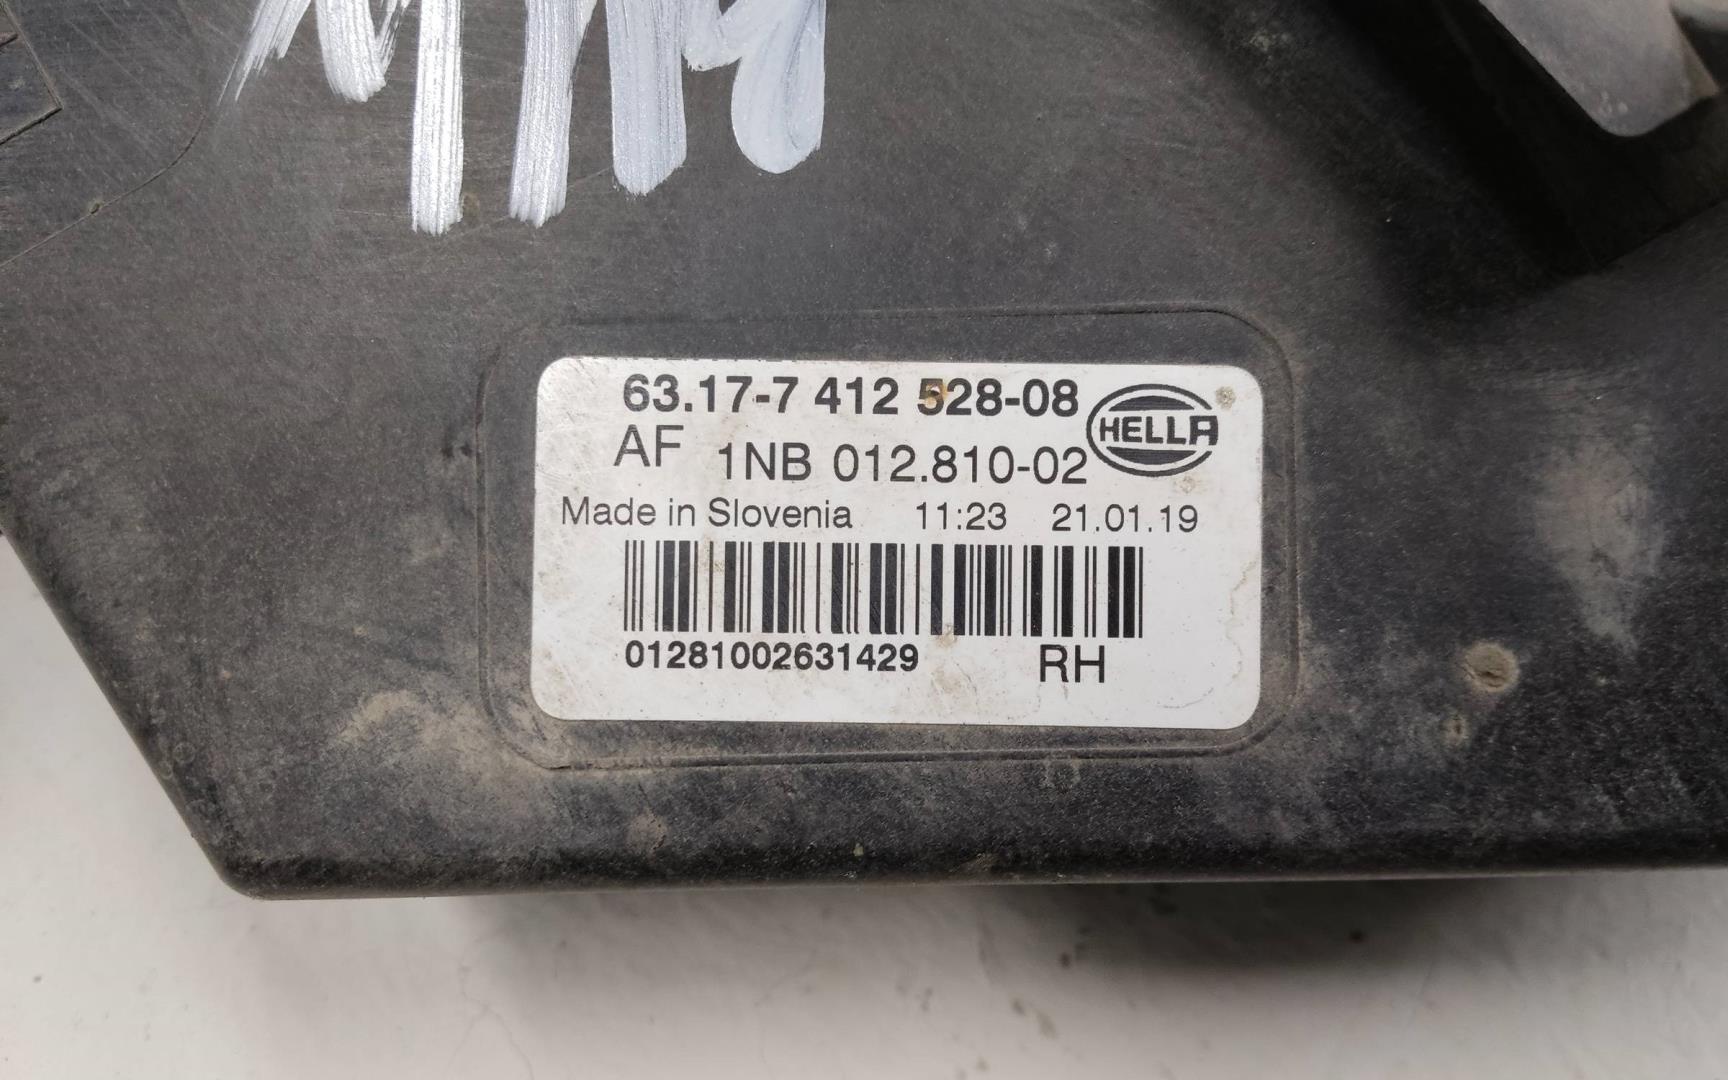 63.17-7 412 528-08
HELLA
AF 1NB 012.810-02
Made in Slovenia 11:23 21.01.19
01281002631429 RH